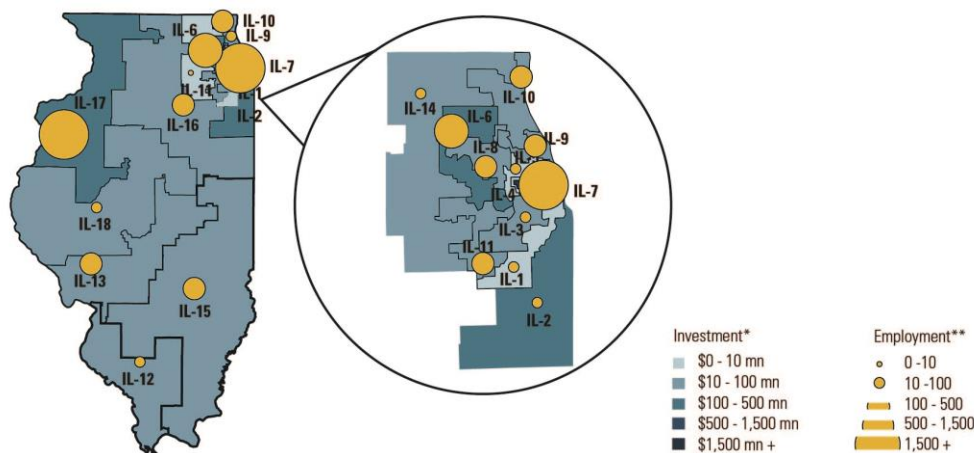 IL-10
IL-6
IL-9
IL-7
IL-14
IL-1
IL-17
IL-16
IL-2
IL-18
IL-13
IL-15
IL-12
IL-10
IL-14
IL-6
IL-9
IL-8
IL-4
IL-7
IL-3
IL-11
IL-1
IL-2
Investment*
$0 - 10 mn
$10 - 100 mn
$100 - 500 mn
$500 - 1,500 mn
$1,500 mn +
Employment**
0 -10
10 -100
100 - 500
500 - 1,500
1,500 +